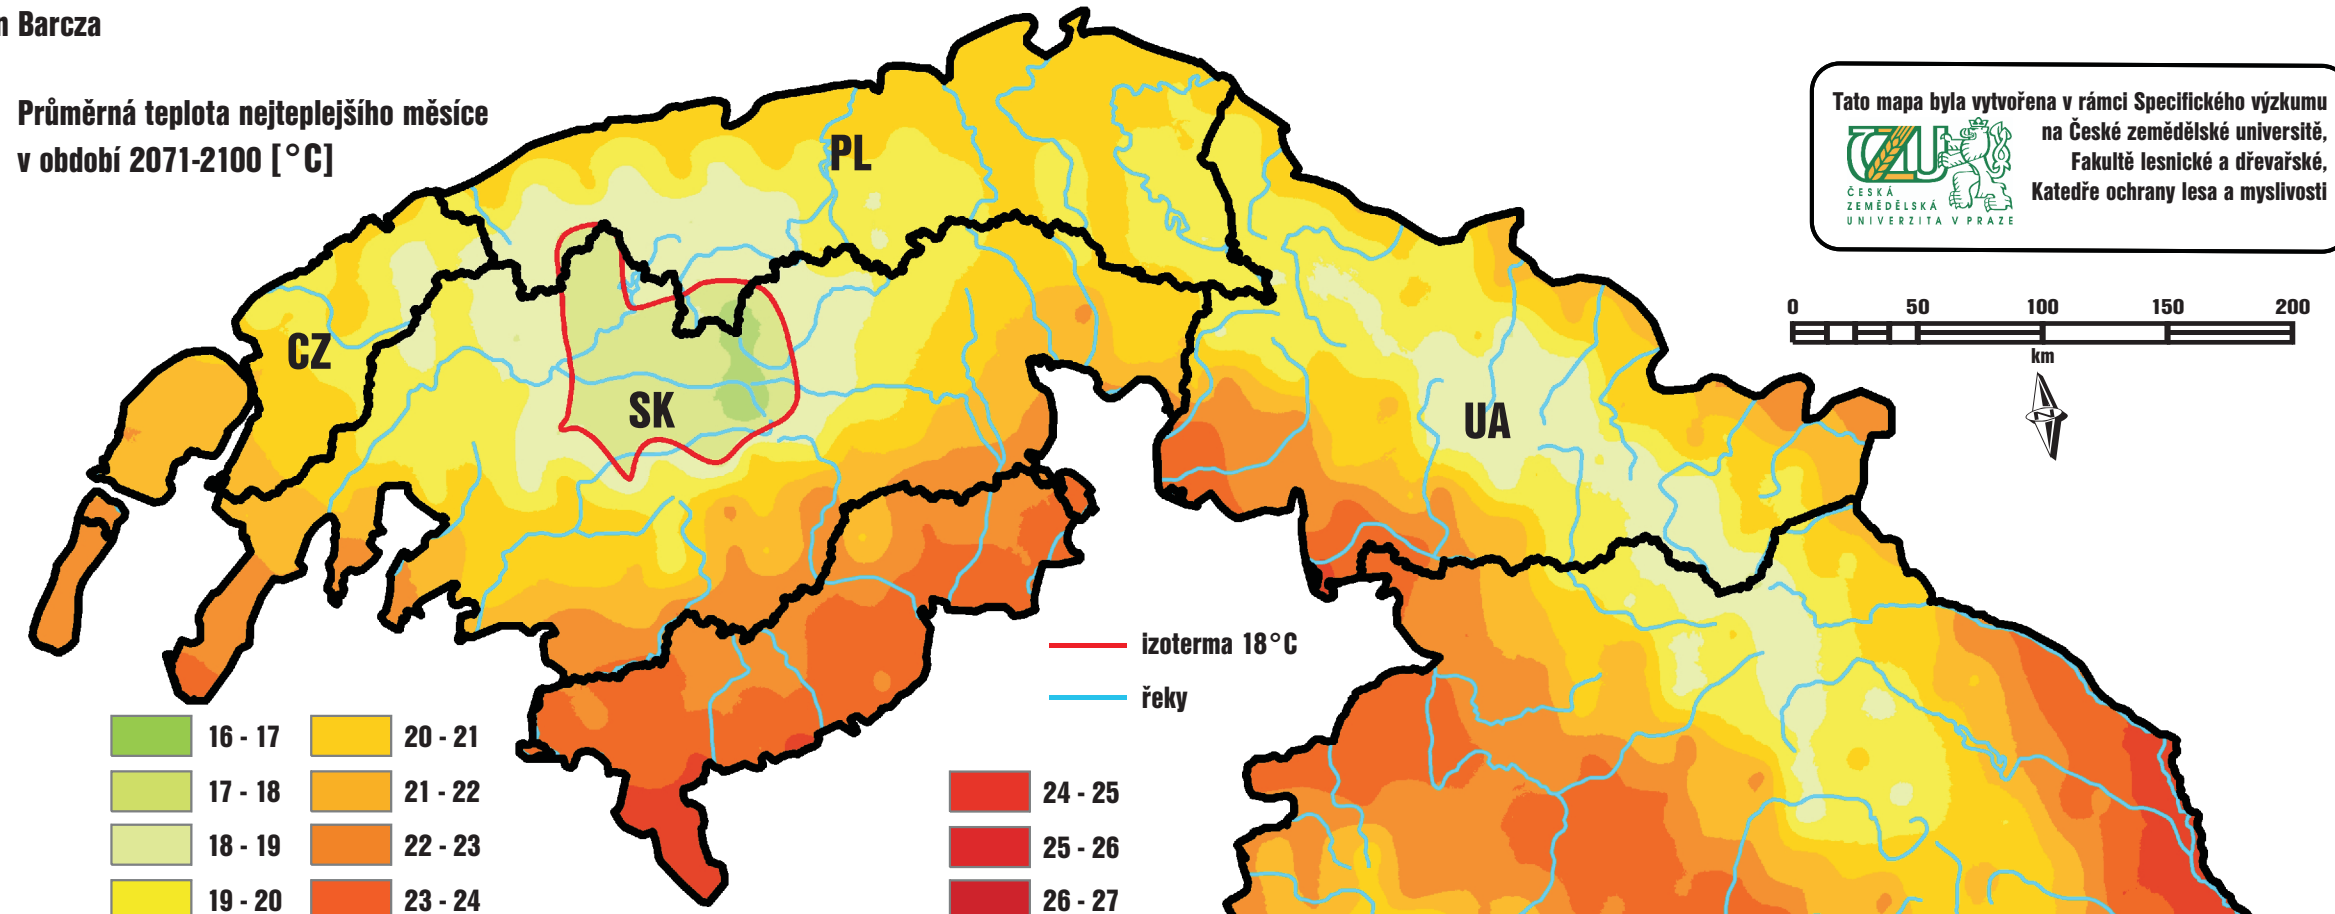 n Barcza
Průměrná teplota nejteplejšího měsíce
v období 2071-2100 [°C]
Tato mapa byla vytvořena v rámci Specifického výzkumu
na České zemědělské universitě,
Fakultě lesnické a dřevařské,
Katedře ochrany lesa a myslivosti
ČZU
ČESKÁ
ZEMĚDĚLSKÁ
UNIVERZITA V PRAZE
0 50 100 150 200
km
N
PL
CZ
SK
UA
izoterma 18°C
řeky
16 - 17
17 - 18
18 - 19
19 - 20
20 - 21
21 - 22
22 - 23
23 - 24
24 - 25
25 - 26
26 - 27